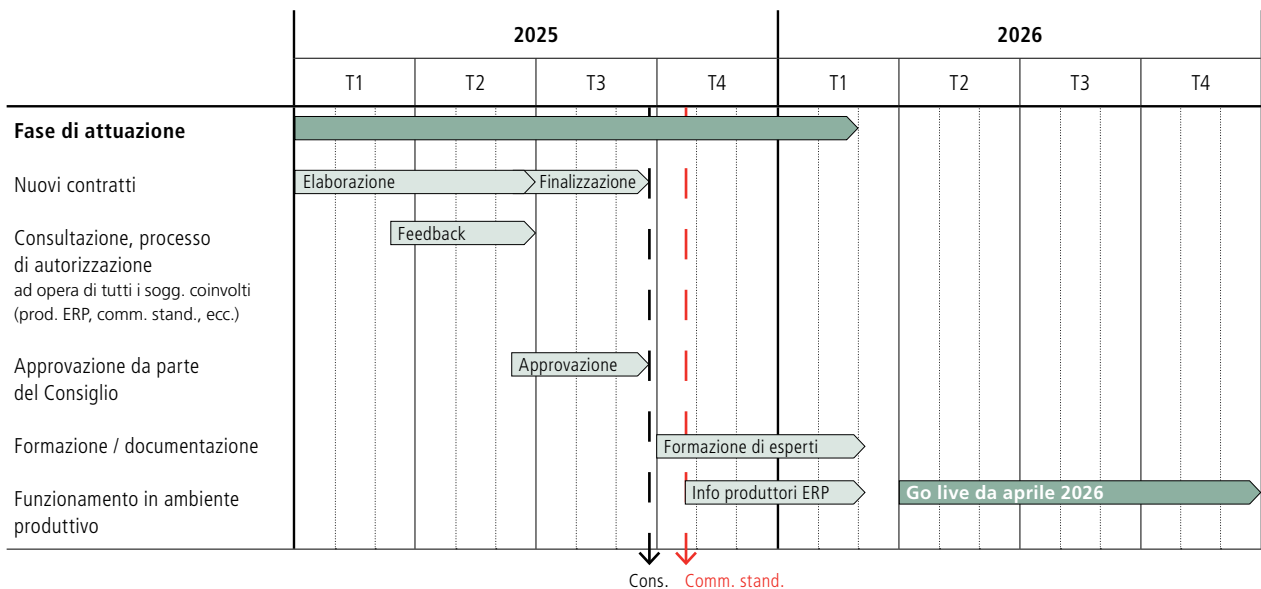 2025
2026
T1
T2
T3
T4
T1
T2
T3
T4
Fase di attuazione
Nuovi contratti
Elaborazione
Finalizzazione
Consultazione, processo
di autorizzazione
ad opera di tutti i sogg. coinvolti
(prod. ERP, comm. stand., ecc.)
Feedback
Approvazione da parte
del Consiglio
Approvazione
Formazione / documentazione
Formazione di esperti
Funzionamento in ambiente
produttivo
Info produttori ERP
Go live da aprile 2026
Cons.
Comm. stand.